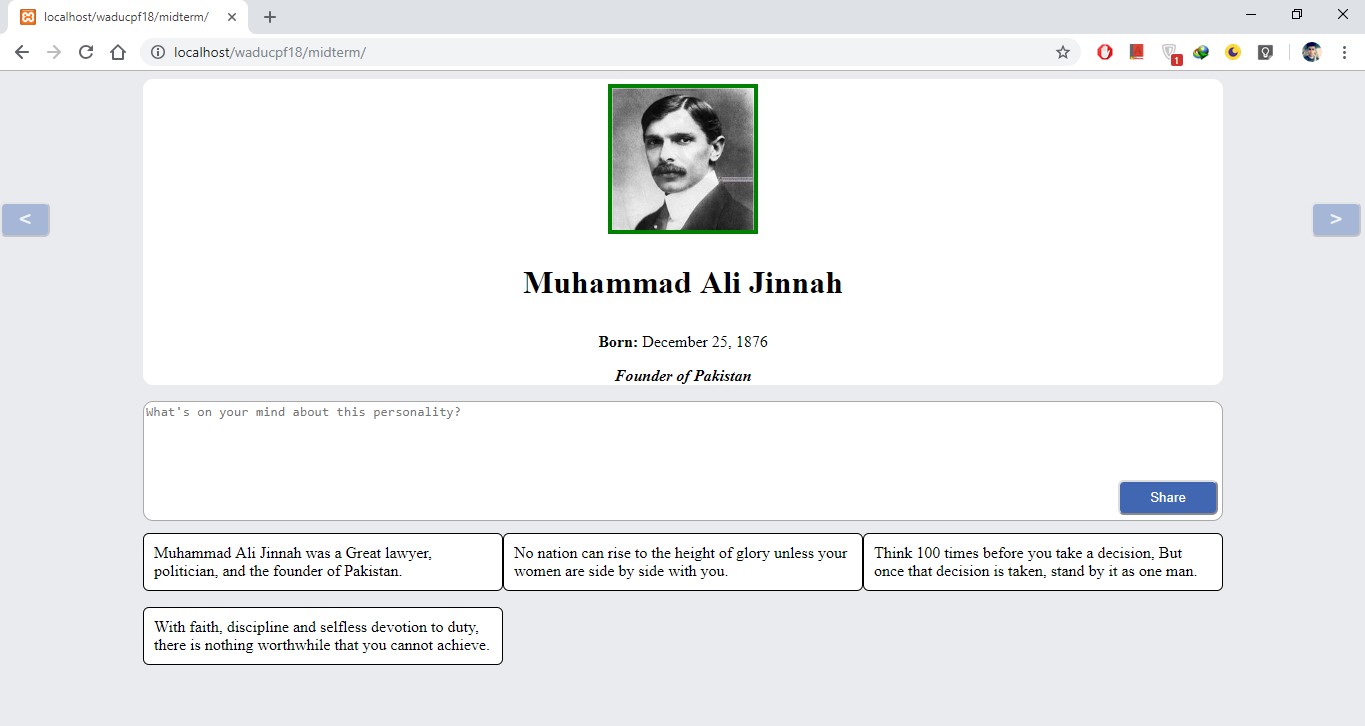 localhost/waducpf18/midterm/
localhost/waducpf18/midterm/
1
<
>
Muhammad Ali Jinnah
Born: December 25, 1876
Founder of Pakistan
What's on your mind about this personality?
Share
Muhammad Ali Jinnah was a Great lawyer,
politician, and the founder of Pakistan.
No nation can rise to the height of glory unless your
women are side by side with you.
Think 100 times before you take a decision, But
once that decision is taken, stand by it as one man.
With faith, discipline and selfless devotion to duty,
there is nothing worthwhile that you cannot achieve.